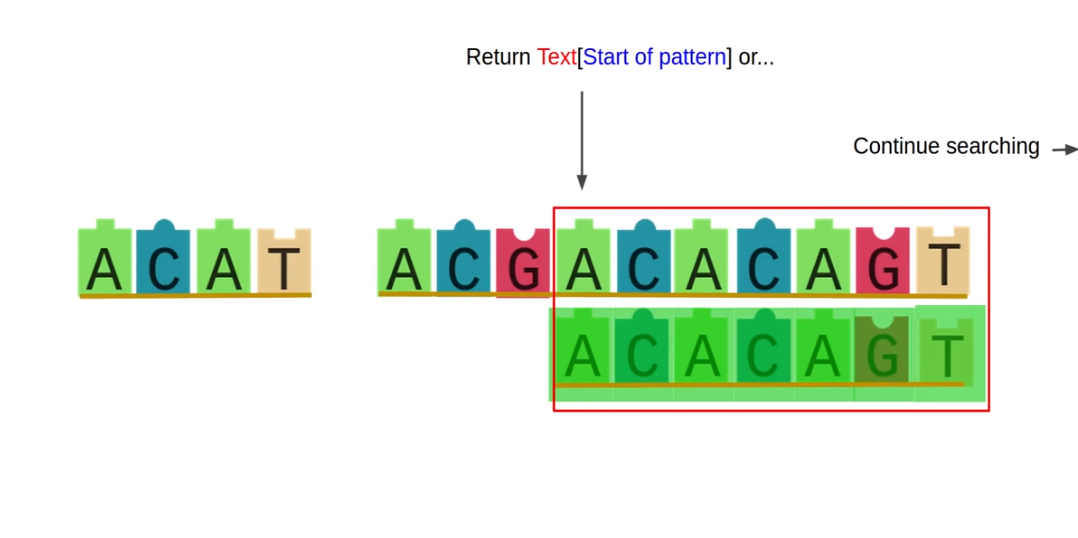 Return Text[Start of pattern] or...
Continue searching
ACAT ACGACACAGT
ACACAGT